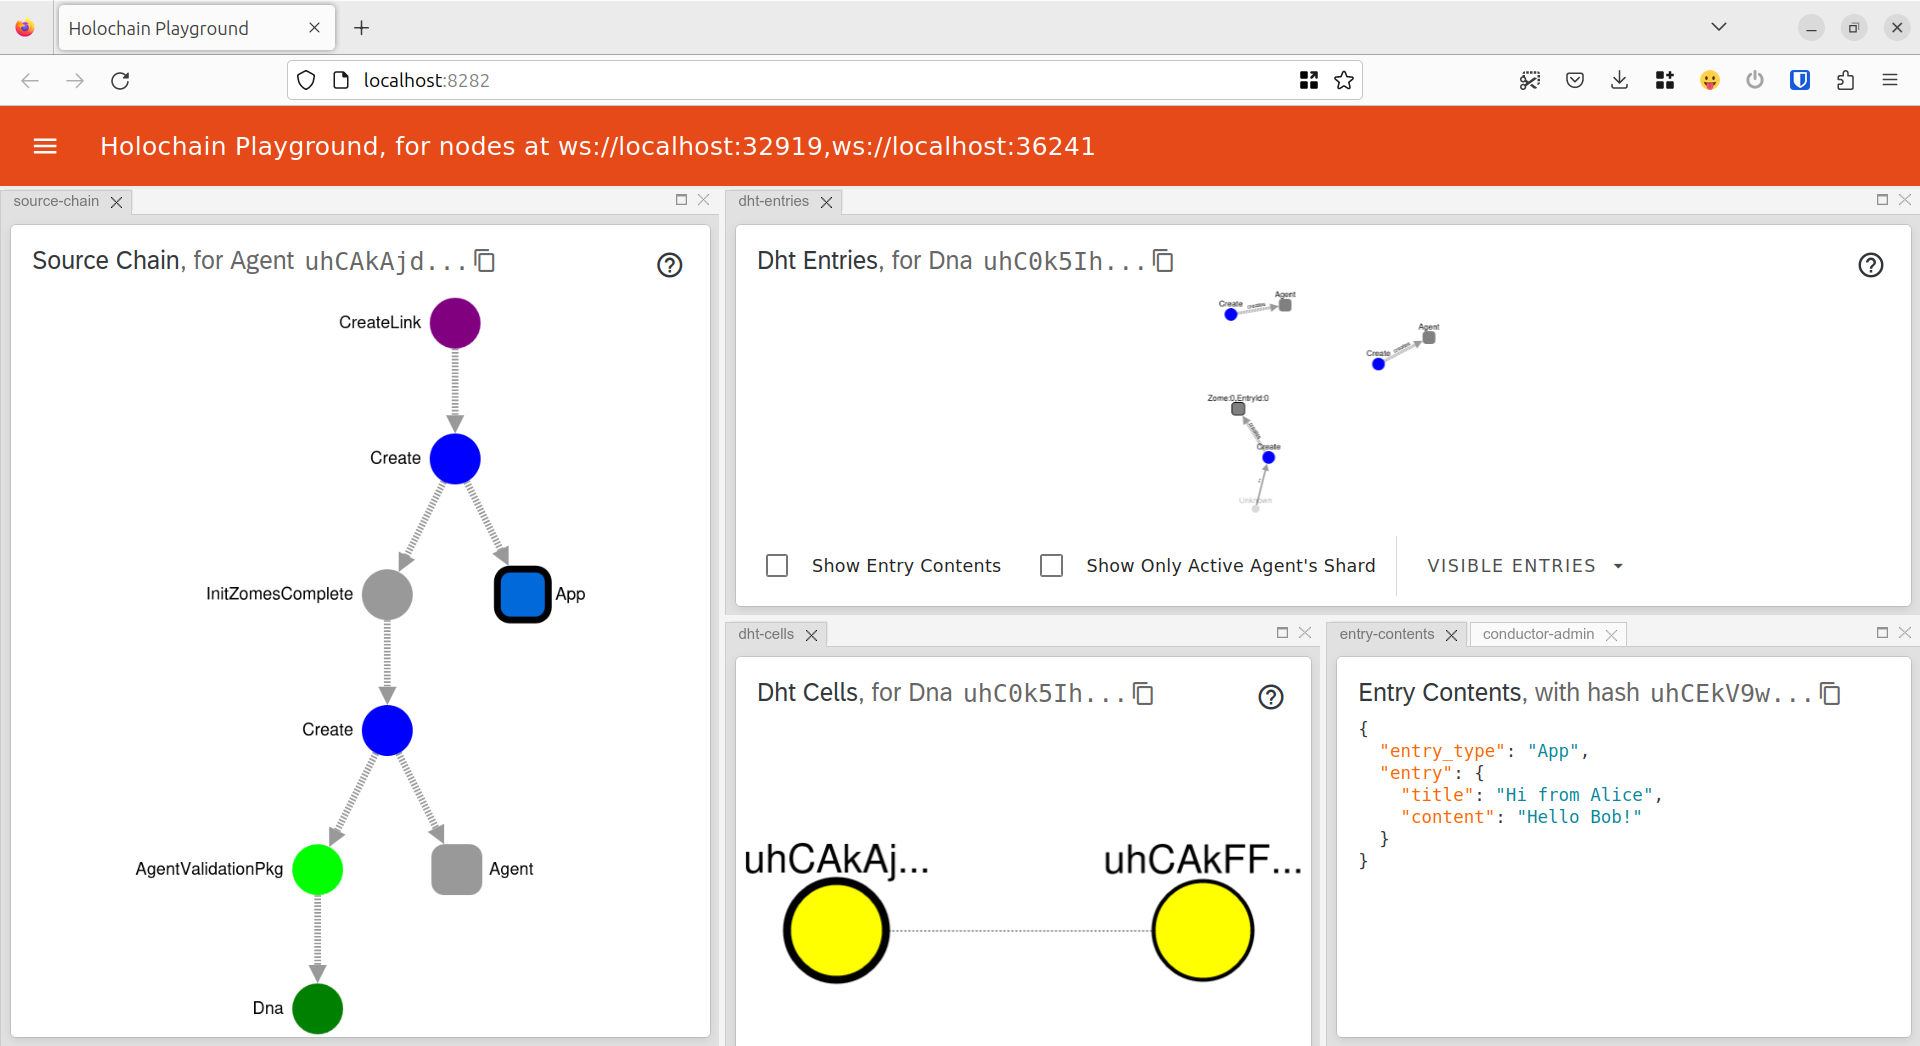 Holochain Playground
localhost:8282
Holochain Playground, for nodes at ws://localhost:32919,ws://localhost:36241
source-chain
Source Chain, for Agent uhCAkAjd...
CreateLink
Create
InitZomesComplete
App
Create
AgentValidationPkg
Agent
Dna
dht-entries
Dht Entries, for Dna uhC0k5Ih...
Create
creates
Agent
Create
creates
Agent
Zome:0,EntryId:0
creates
Create
Unknown
Show Entry Contents
Show Only Active Agent's Shard
VISIBLE ENTRIES
dht-cells
Dht Cells, for Dna uhC0k5Ih...
uhCAkAj...
uhCAkFF...
entry-contents
conductor-admin
Entry Contents, with hash uhCEkV9w...
{
"entry_type": "App",
"entry": {
"title": "Hi from Alice",
"content": "Hello Bob!"
}
}